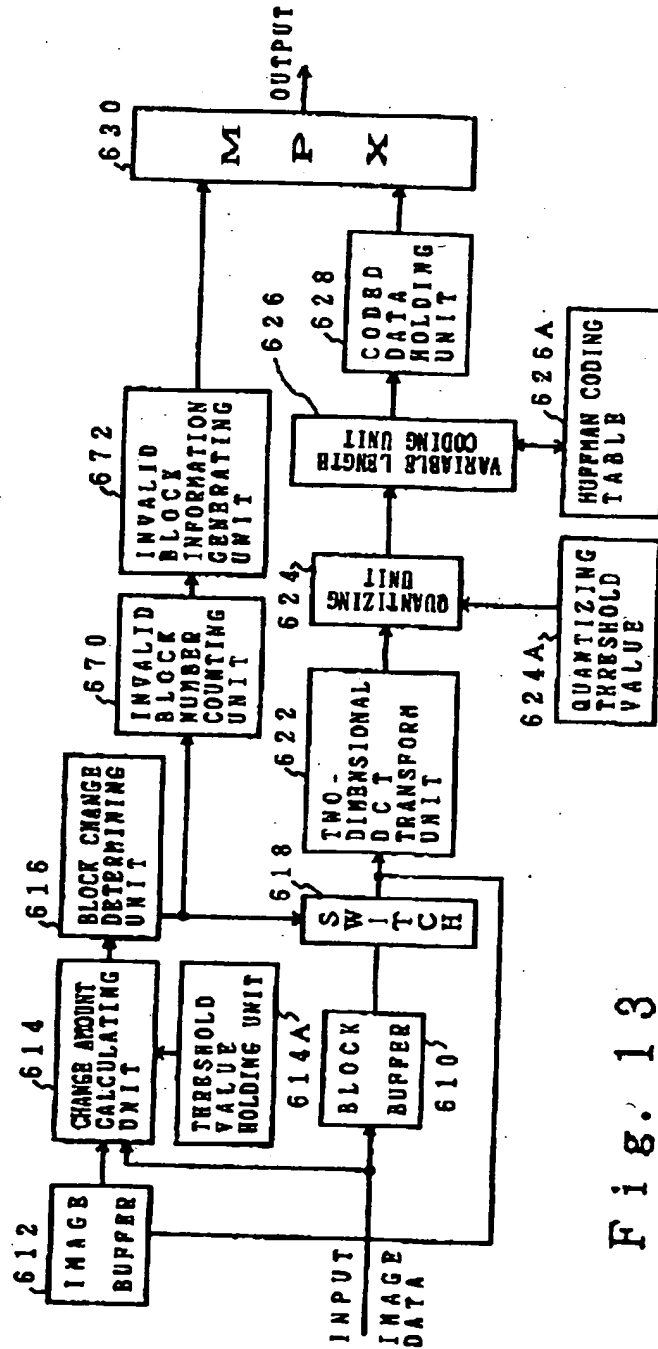 612
IMAGE
BUFFER
614
CHANGE AMOUNT
CALCULATING
UNIT
616
BLOCK CHANGE
DETERMINING
UNIT
THRESHOLD
VALUE
HOLDING UNIT
614A
670
INVALID
BLOCK
NUMBER
COUNTING
UNIT
672
INVALID
BLOCK
INFORMATION
GENERATING
UNIT
630
MPX
OUTPUT
INPUT
IMAGE
DATA
BLOCK
BUFFER
610
618
SWITCH
622
TWO-
DIMENSIONAL
DCT
TRANSFORM
UNIT
624
QUANTIZING
UNIT
624A
QUANTIZING
THRESHOLD
VALUE
626
VARIABLE LENGTH
CODING UNIT
626A
HUFFMAN CODING
TABLE
628
CODED
DATA
HOLDING
UNIT
Fig. 13